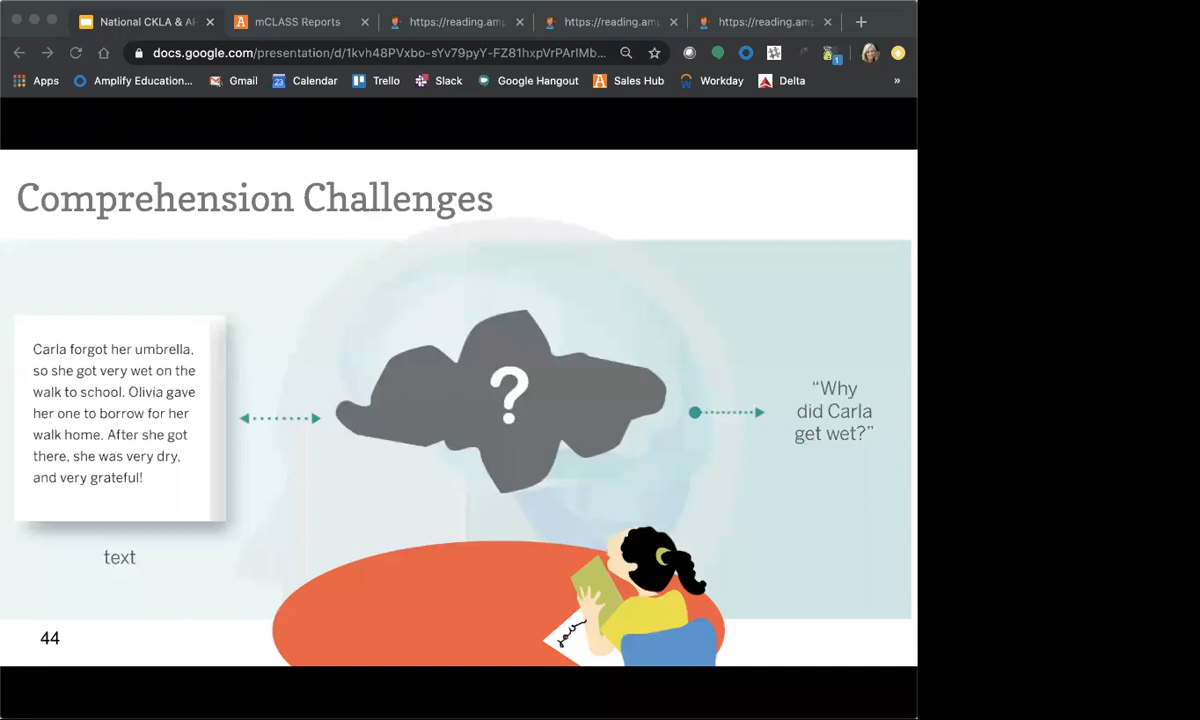 National CKLA & AF
mCLASS Reports
https://reading.amp
https://reading.amp
https://reading.amp
docs.google.com/presentation/d/1kvh48PVxbo-sYv79pyY-FZ81hxpVrPArIMb...
Apps
Amplify Education...
Gmail
Calendar
Trello
Slack
Google Hangout
Sales Hub
Workday
Delta
»
Comprehension Challenges
Carla forgot her umbrella,
so she got very wet on the
walk to school. Olivia gave
her one to borrow for her
walk home. After she got
there, she was very dry,
and very grateful!
text
?
“Why
did Carla
get wet?”
44